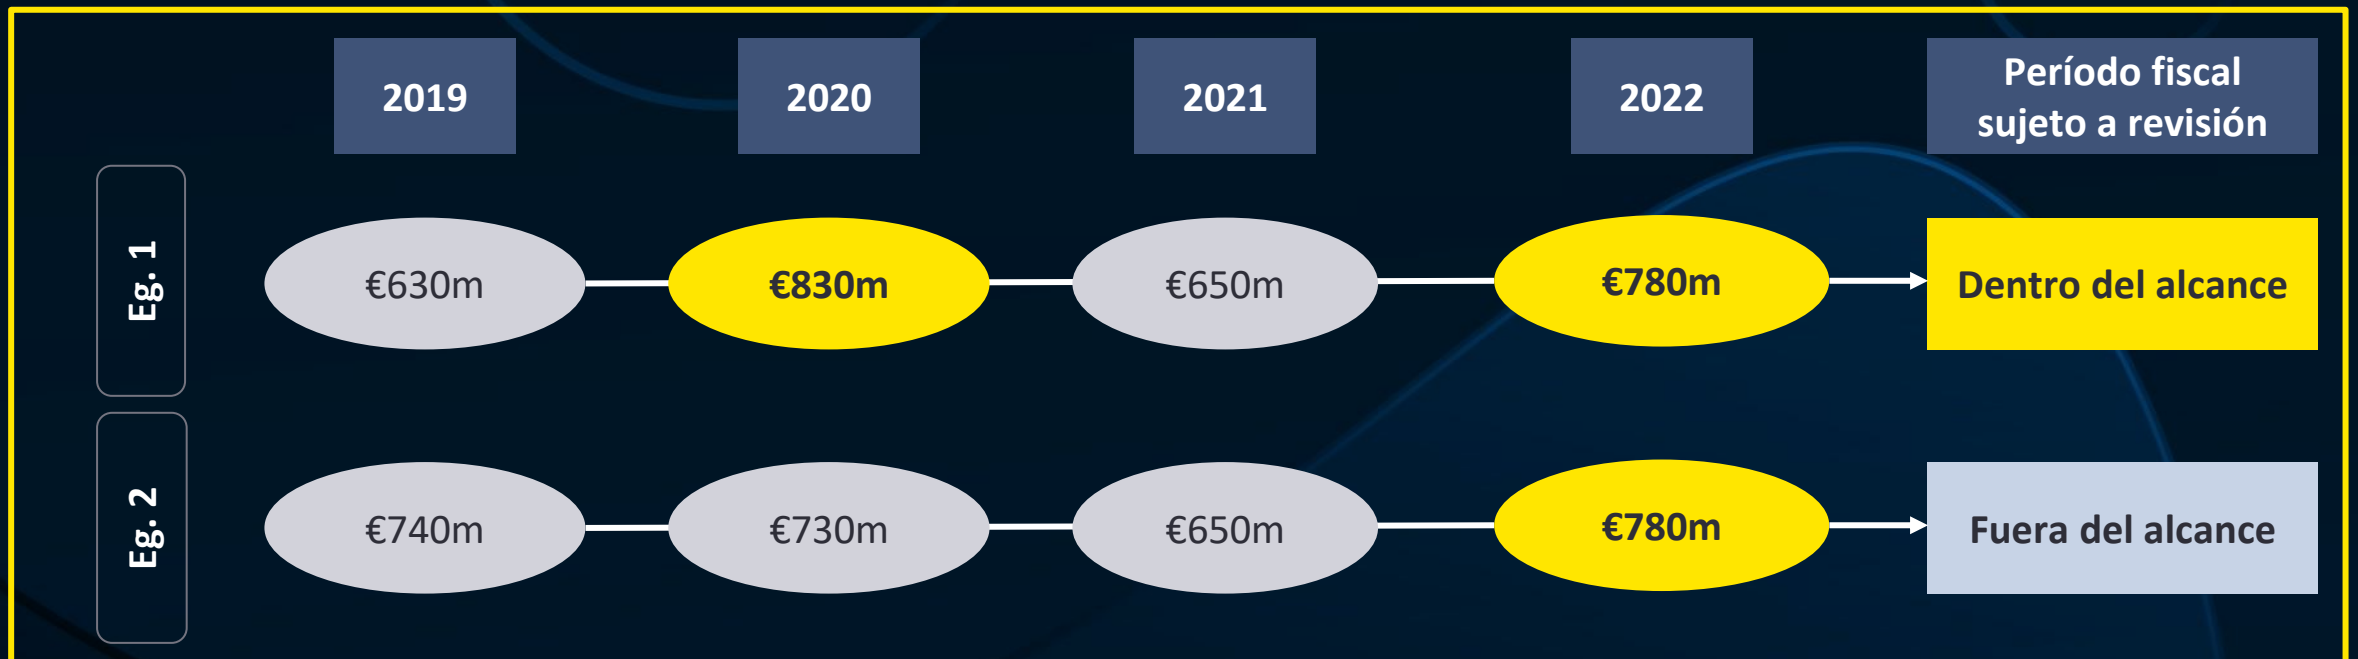 2019
2020
2021
2022
Período fiscal
sujeto a revisión
Eg. 1
€630m
€830m
€650m
€780m
Dentro del alcance
Eg. 2
€740m
€730m
€650m
€780m
Fuera del alcance